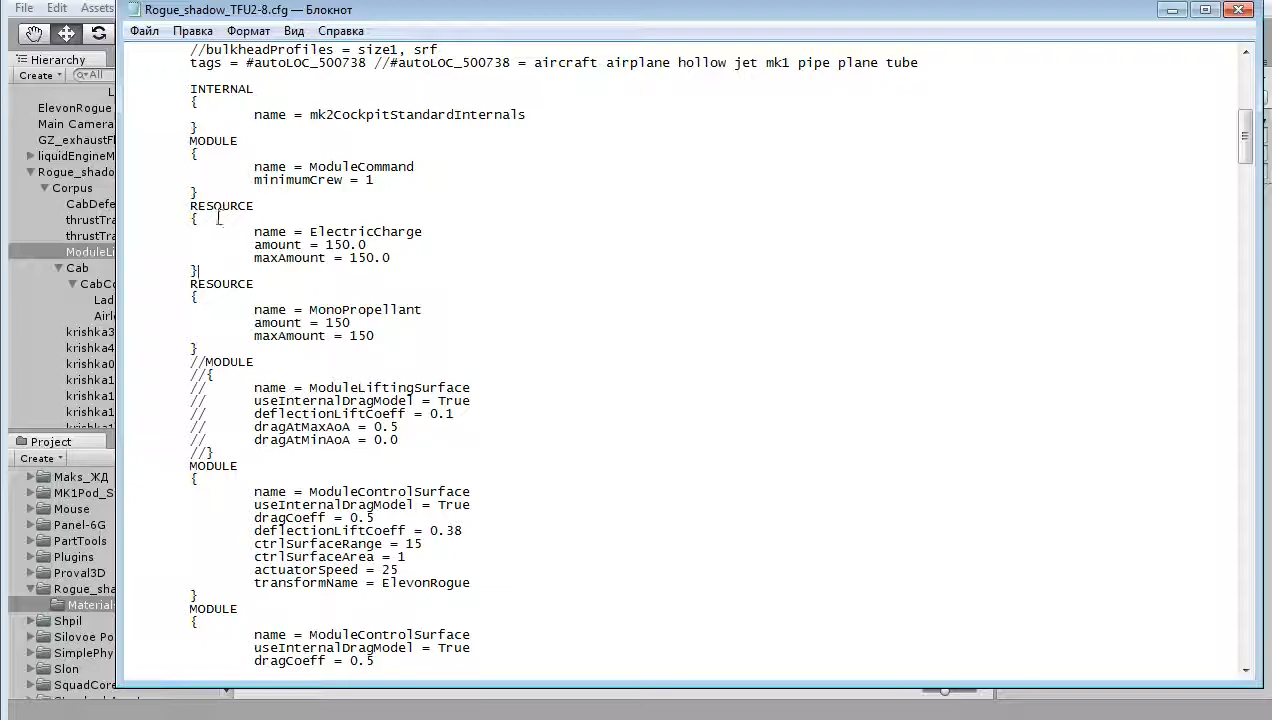 File Edit Assets
Rogue_shadow_TFU2-8.cfg — Блокнот
Файл Правка Формат Вид Справка
Hierarchy
Create All
ElevonRogue
Main Camera
GZ_exhaustFl
liquidEngineM
Rogue_shado
Corpus
CabDefe
thrustTra
thrustTra
ModuleLi
Cab
CabCo
Lad
Airl
krishka3
krishka4
krishka0
krishka1
krishka1
krishka1
krishka1
Project
Create
Maks_ЖД
MK1Pod_S
Mouse
Panel-6G
PartTools
Plugins
Proval3D
Rogue_sha
Material
Shpil
Silovoe Po
SimplePhy
Slon
SquadCore
//bulkheadProfiles = size1, srf
tags = #autoLOC_500738 //#autoLOC_500738 = aircraft airplane hollow jet mk1 pipe plane tube
INTERNAL
{
name = mk2CockpitStandardInternals
}
MODULE
{
name = ModuleCommand
minimumCrew = 1
}
RESOURCE
{
name = ElectricCharge
amount = 150.0
maxAmount = 150.0
}
RESOURCE
{
name = MonoPropellant
amount = 150
maxAmount = 150
}
//MODULE
//{
// name = ModuleLiftingSurface
// useInternalDragModel = True
// deflectionLiftCoeff = 0.1
// dragAtMaxAoA = 0.5
// dragAtMinAoA = 0.0
//}
MODULE
{
name = ModuleControlSurface
useInternalDragModel = True
dragCoeff = 0.5
deflectionLiftCoeff = 0.38
ctrlSurfaceRange = 15
ctrlSurfaceArea = 1
actuatorSpeed = 25
transformName = ElevonRogue
}
MODULE
{
name = ModuleControlSurface
useInternalDragModel = True
dragCoeff = 0.5